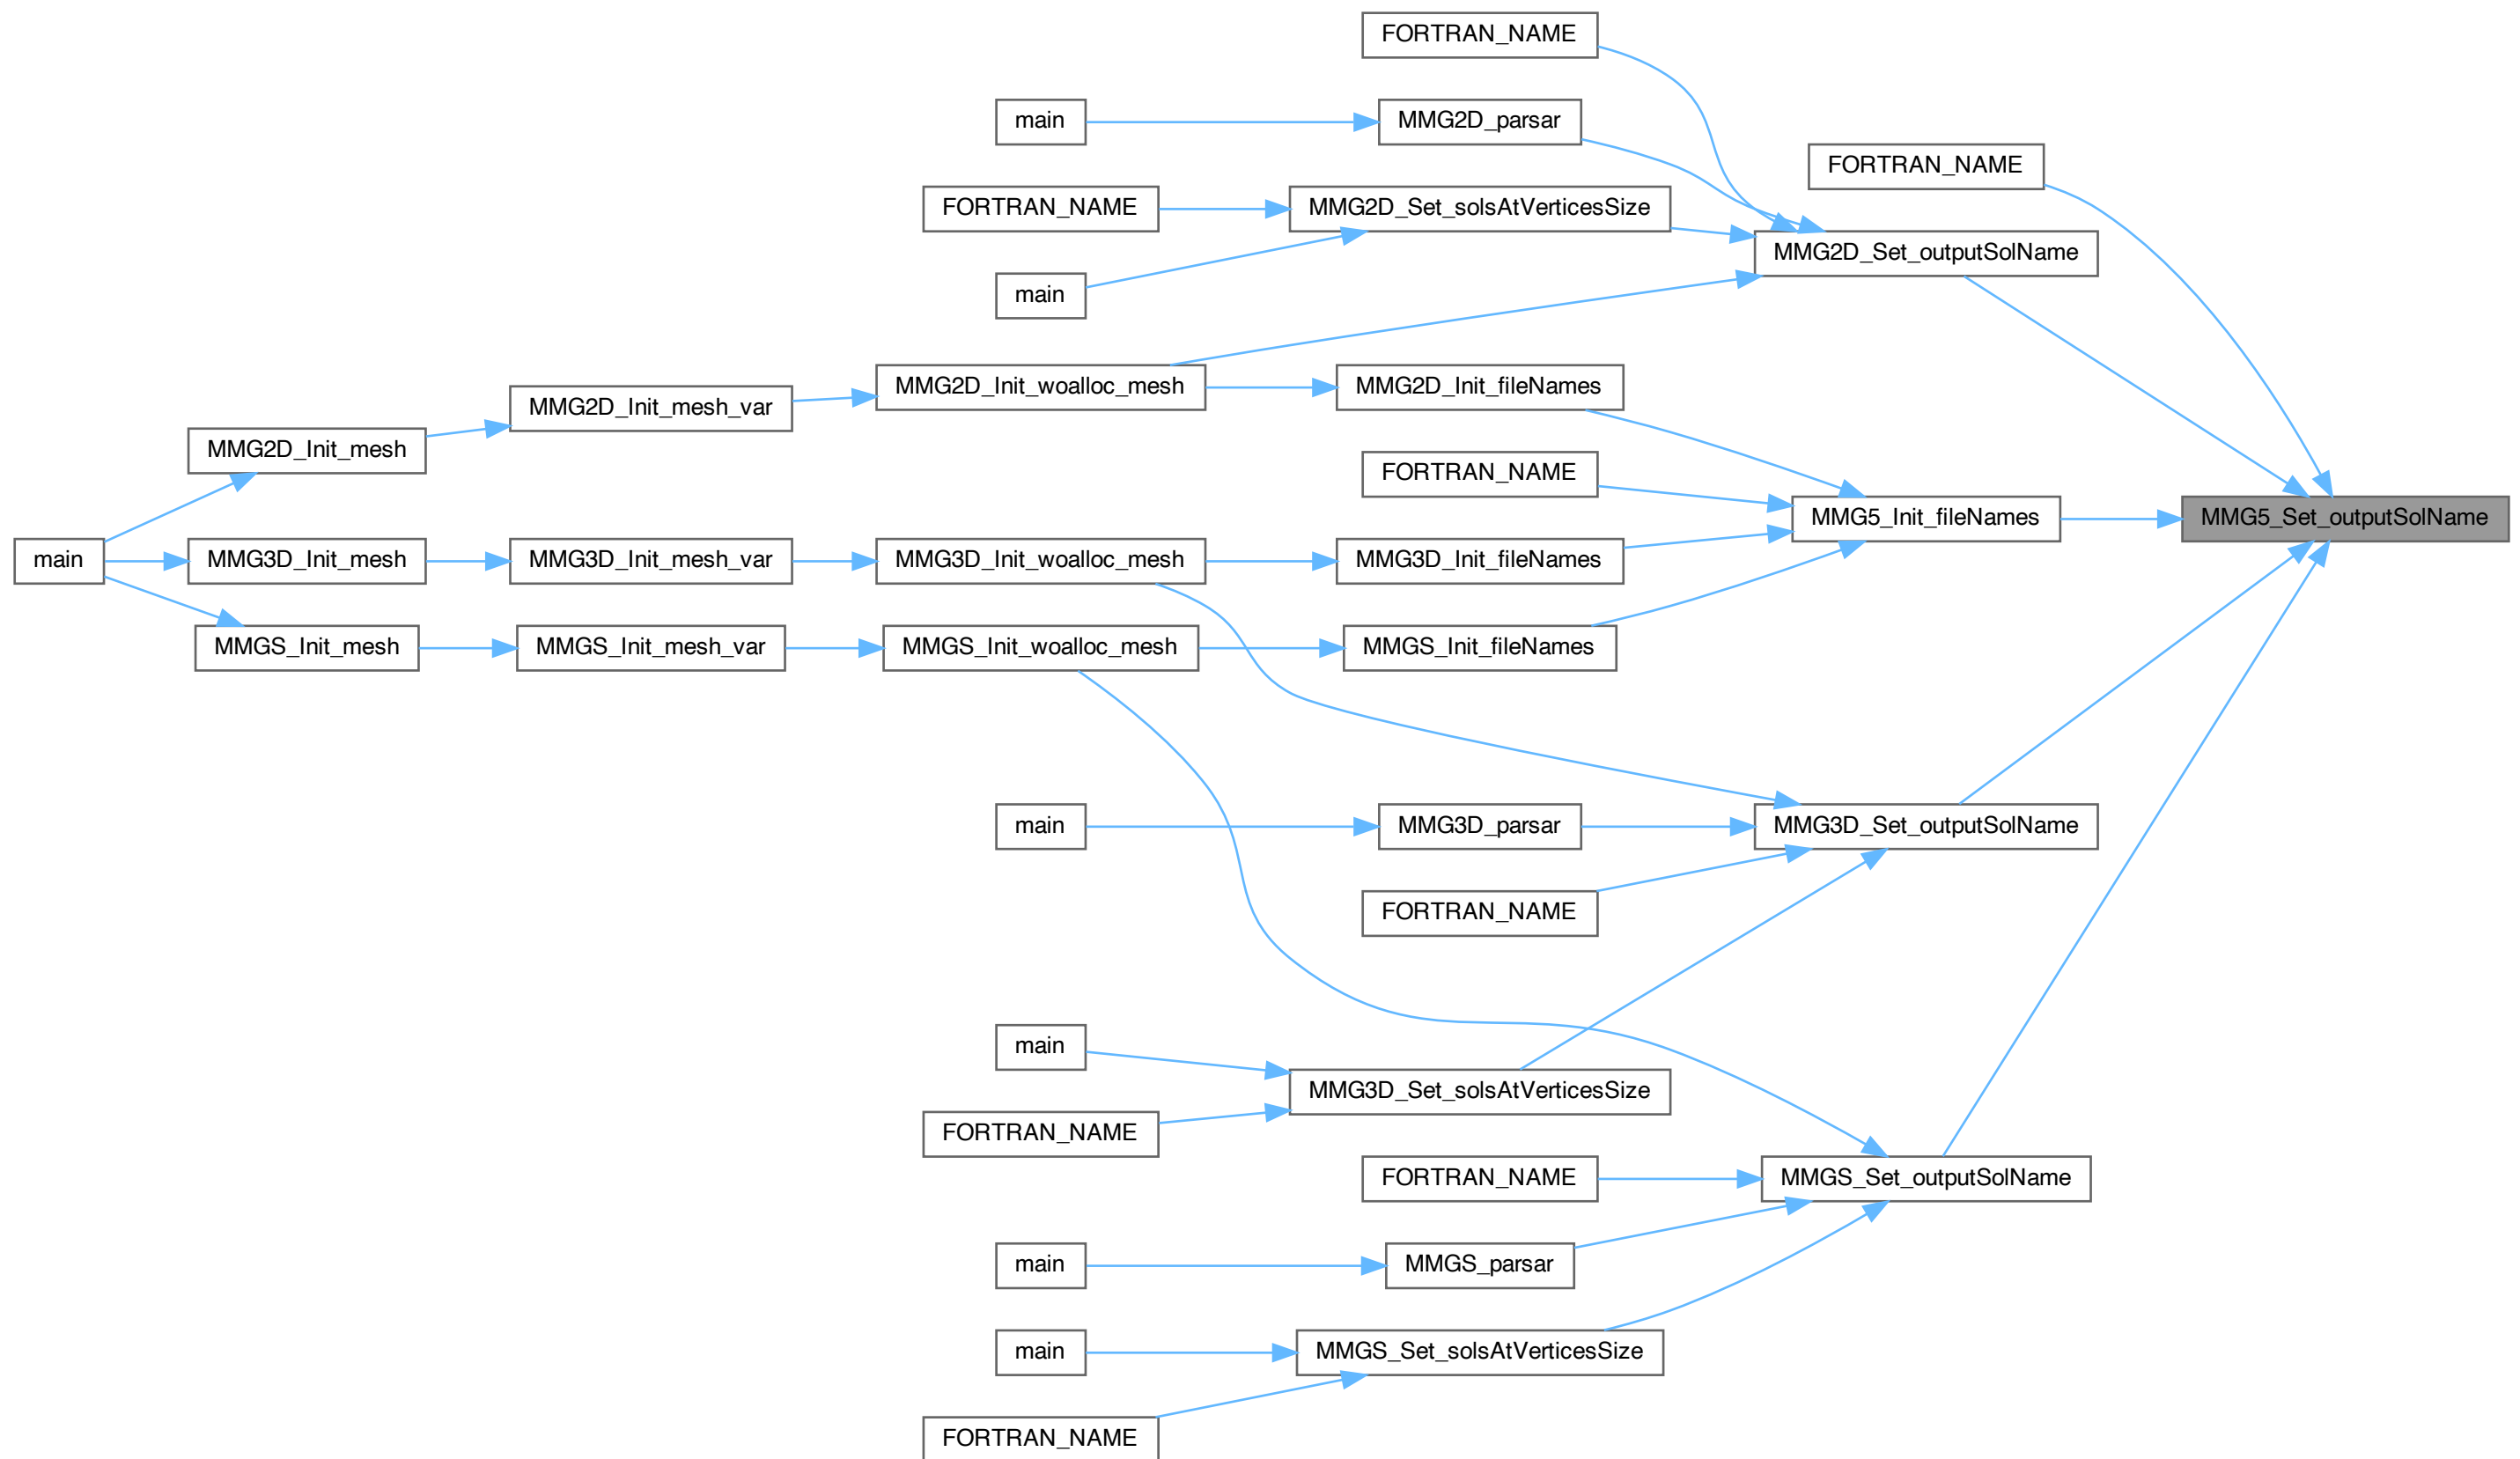 FORTRAN_NAME
main
MMG2D_parsar
FORTRAN_NAME
FORTRAN_NAME
MMG2D_Set_solsAtVerticesSize
MMG2D_Set_outputSolName
main
MMG2D_Init_woalloc_mesh
MMG2D_Init_fileNames
MMG2D_Init_mesh_var
MMG2D_Init_mesh
FORTRAN_NAME
MMG5_Init_fileNames
MMG5_Set_outputSolName
main
MMG3D_Init_mesh
MMG3D_Init_mesh_var
MMG3D_Init_woalloc_mesh
MMG3D_Init_fileNames
MMGS_Init_mesh
MMGS_Init_mesh_var
MMGS_Init_woalloc_mesh
MMGS_Init_fileNames
main
MMG3D_parsar
MMG3D_Set_outputSolName
FORTRAN_NAME
main
MMG3D_Set_solsAtVerticesSize
FORTRAN_NAME
FORTRAN_NAME
MMGS_Set_outputSolName
main
MMGS_parsar
main
MMGS_Set_solsAtVerticesSize
FORTRAN_NAME